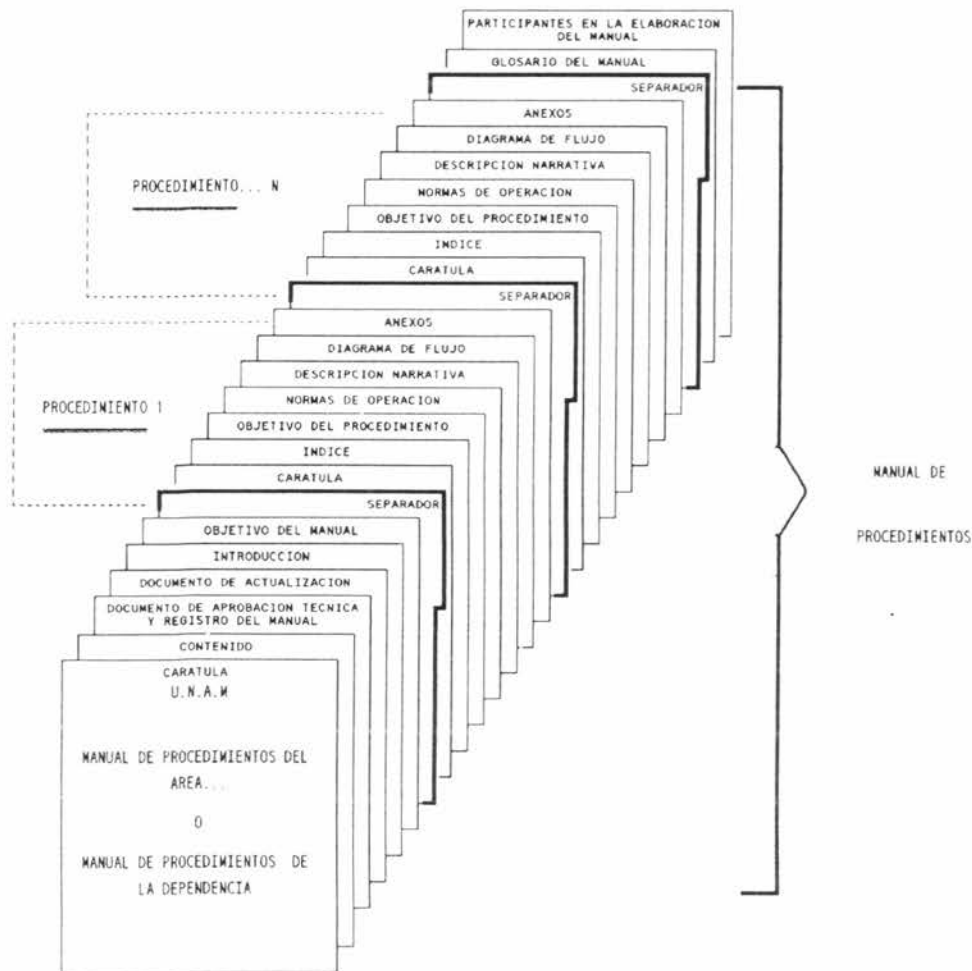 PARTICIPANTES EN LA ELABORACION
DEL MANUAL
GLOSARIO DEL MANUAL
SEPARADOR
ANEXOS
DIAGRAMA DE FLUJO
DESCRIPCION NARRATIVA
NORMAS DE OPERACION
OBJETIVO DEL PROCEDIMIENTO
INDICE
CARATULA
PROCEDIMIENTO... N
SEPARADOR
ANEXOS
DIAGRAMA DE FLUJO
DESCRIPCION NARRATIVA
NORMAS DE OPERACION
OBJETIVO DEL PROCEDIMIENTO
INDICE
CARATULA
PROCEDIMIENTO 1
SEPARADOR
OBJETIVO DEL MANUAL
INTRODUCCION
DOCUMENTO DE ACTUALIZACION
DOCUMENTO DE APROBACION TECNICA
Y REGISTRO DEL MANUAL
CONTENIDO
CARATULA
U.N.A.M
MANUAL DE PROCEDIMIENTOS DEL
AREA...
O
MANUAL DE PROCEDIMIENTOS DE
LA DEPENDENCIA
MANUAL DE
PROCEDIMIENTOS